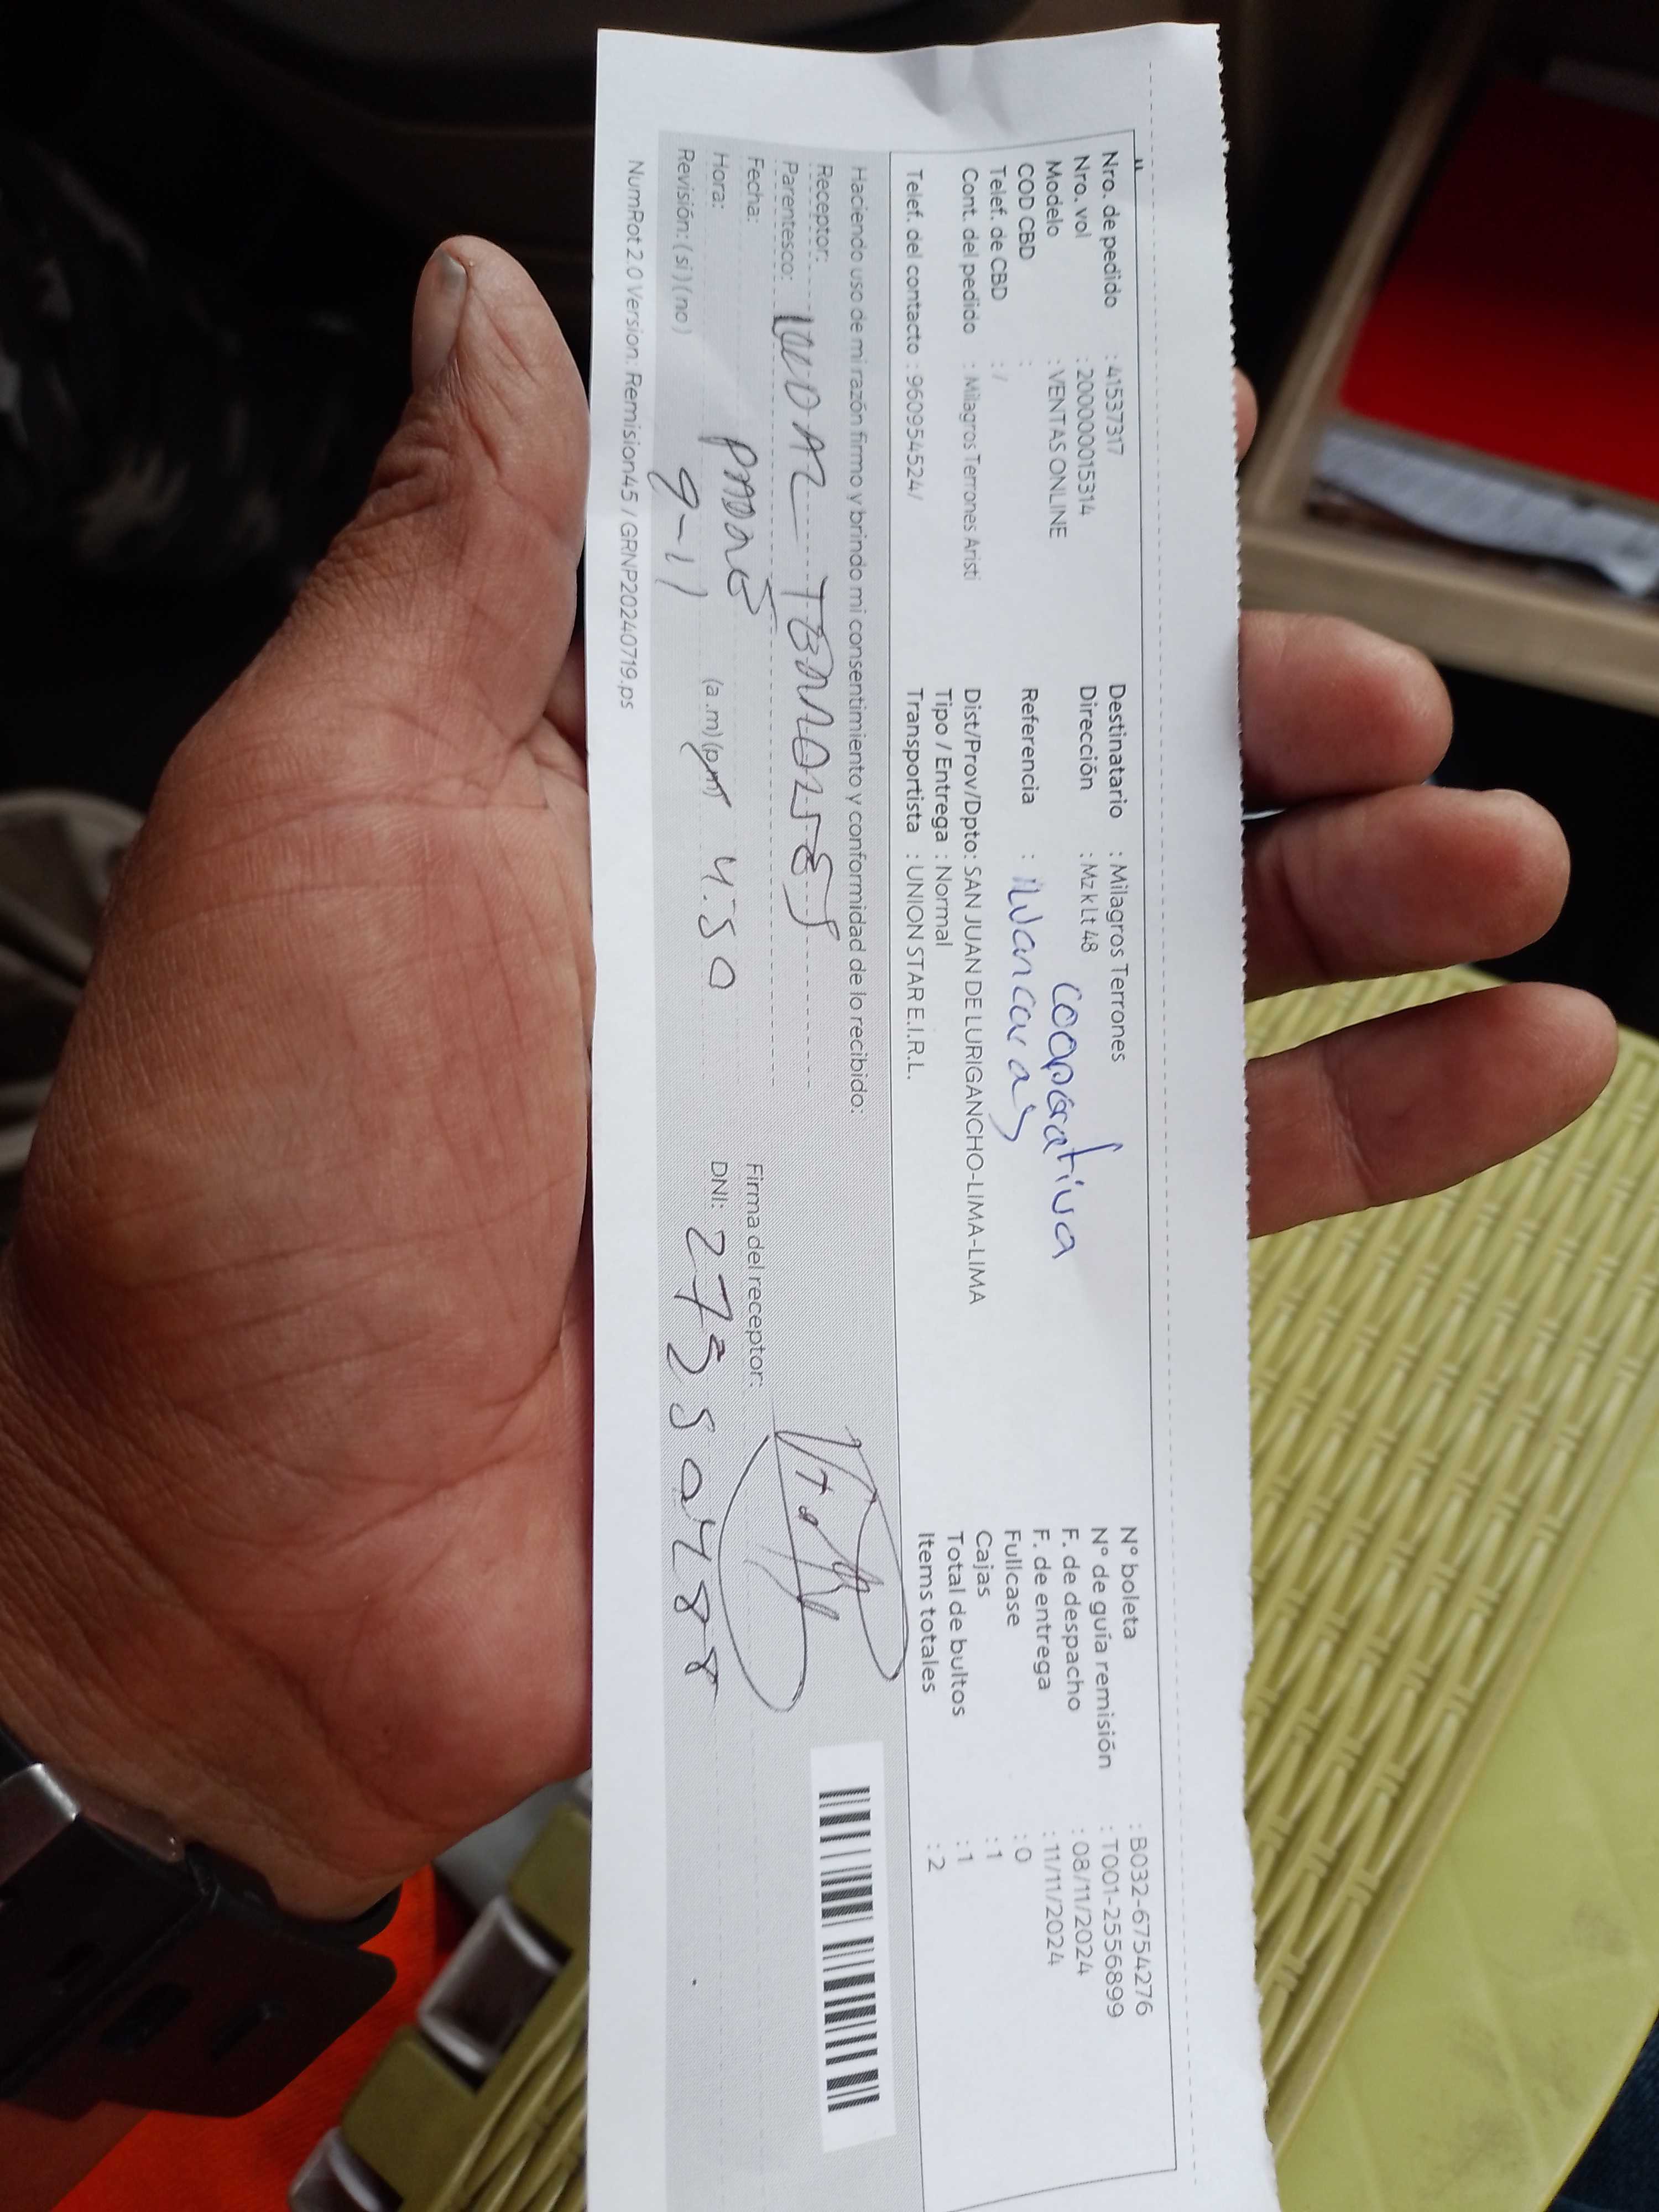 Nro. de pedido : 41537317
Nro. vol : 200000015314
Modelo : VENTAS ONLINE
COD CBD :
Telef. de CBD : /
Cont. del pedido : Milagros Terrones Aristi
Telef. del contacto : 960954524/
Destinatario : Milagros Terrones
Dirección : Mz k Lt 48
cooperativa
Referencia :
Dist/Prov/Dpto: SAN JUAN DE LURIGANCHO-LIMA-LIMA
Tipo / Entrega : Normal
Transportista : UNION STAR E.I.R.L.
N° boleta : B032-6754276
N° de guía remisión : T001-2556899
F. de despacho : 08/11/2024
F. de entrega : 11/11/2024
Fullcase : 0
Cajas : 1
Total de bultos : 1
Items totales : 2
Haciendo uso de mi razón firmo y brindo mi consentimiento y conformidad de lo recibido:
Receptor:
Parentesco:
Fecha:
Hora: (a.m) (pm) 4:50
Revisión: ( si ) ( no ) 9-11
Firma del receptor:
DNI:
NumRot 2.0 Version: Remision45 / GRNP20240719.ps